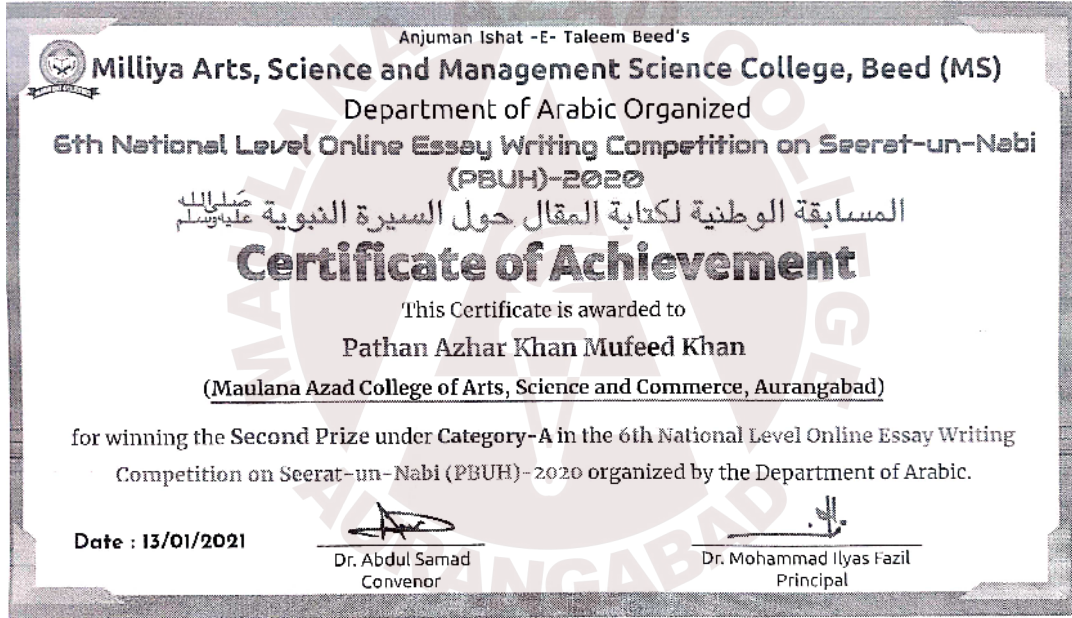 Anjuman Ishat -E- Taleem Beed's
Milliya Arts, Science and Management Science College, Beed (MS)
Department of Arabic Organized
6th National Level Online Essay Writing Competition on Seerat-un-Nabi
(PBUH)-2020
المسابقة الوطنية لكتابة المقال حول السيرة النبوية صلى الله عليه وسلم
Certificate of Achievement
This Certificate is awarded to
Pathan Azhar Khan Mufeed Khan
(Maulana Azad College of Arts, Science and Commerce, Aurangabad)
for winning the Second Prize under Category-A in the 6th National Level Online Essay Writing
Competition on Seerat-un-Nabi (PBUH)-2020 organized by the Department of Arabic.
Date : 13/01/2021
Dr. Abdul Samad
Convenor
Dr. Mohammad Ilyas Fazil
Principal
MAULANA AZAD COLLEGE, AURANGABAD